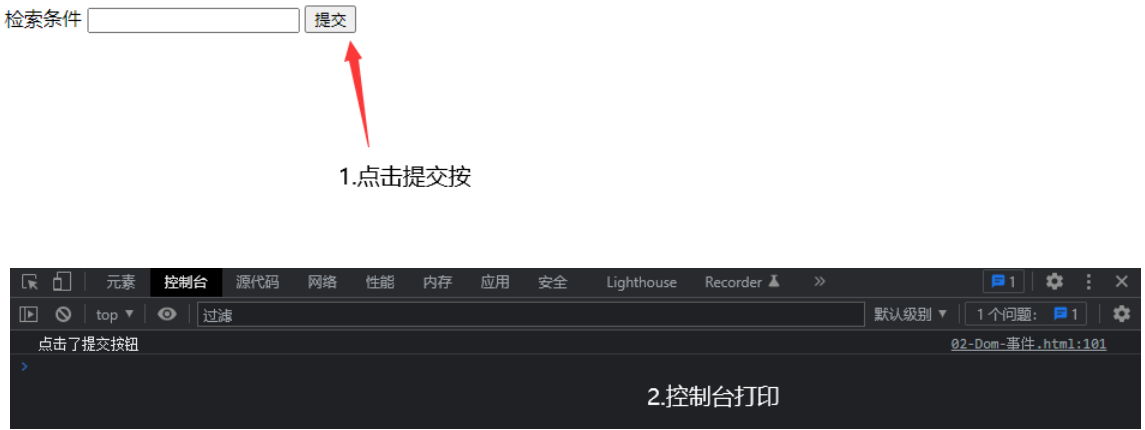 检索条件 提交
1.点击提交按
元素 控制台 源代码 网络 性能 内存 应用 安全 Lighthouse Recorder » 1
top ▼ 过滤 默认级别 ▼ 1 个问题: 1
点击了提交按钮 02-Dom-事件.html:101
>
2.控制台打印